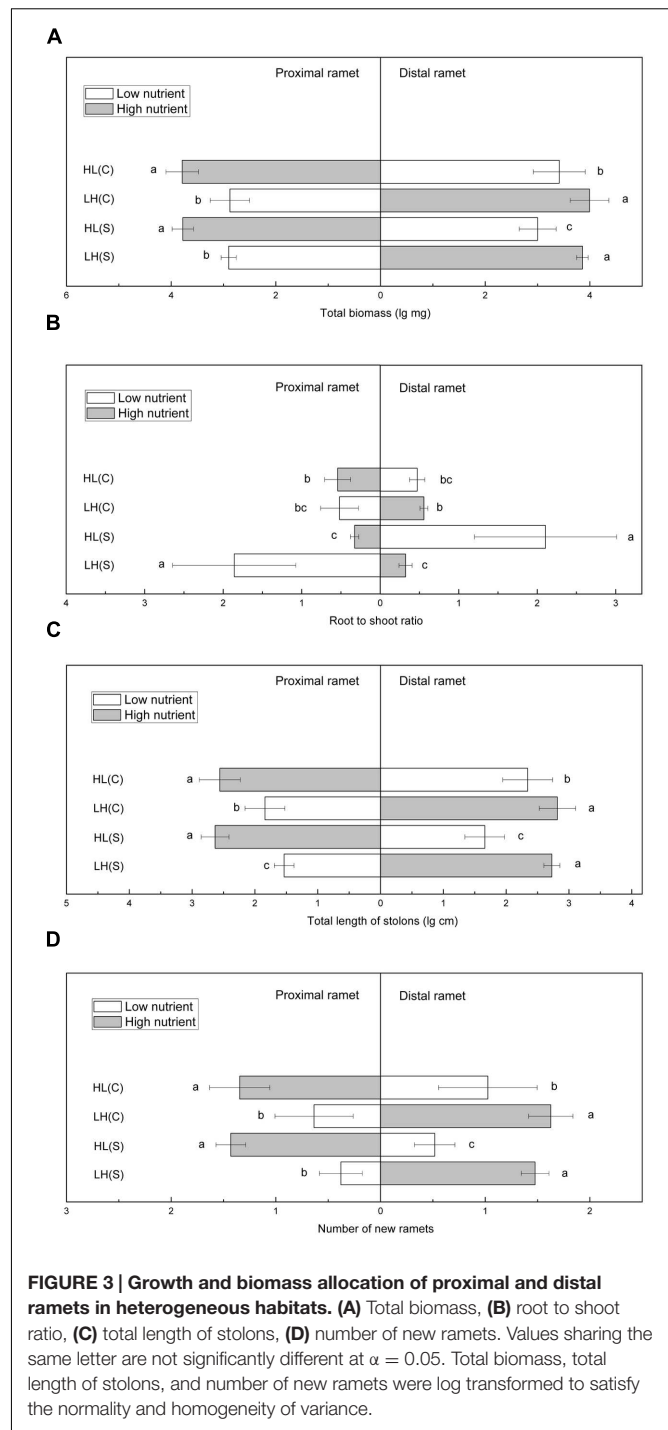 A
Proximal ramet Distal ramet
Low nutrient
High nutrient
HL(C) a b
LH(C) b a
HL(S) a c
LH(S) b a
6 4 2 0 2 4
Total biomass (lg mg)
B
Proximal ramet Distal ramet
Low nutrient
High nutrient
HL(C) b bc
LH(C) bc b
HL(S) c a
LH(S) a c
4 3 2 1 0 1 2 3
Root to shoot ratio
C
Proximal ramet Distal ramet
Low nutrient
High nutrient
HL(C) a b
LH(C) b a
HL(S) a c
LH(S) c a
5 4 3 2 1 0 1 2 3 4
Total length of stolons (lg cm)
D
Proximal ramet Distal ramet
Low nutrient
High nutrient
HL(C) a b
LH(C) b a
HL(S) a c
LH(S) b a
3 2 1 0 1 2
Number of new ramets
FIGURE 3 | Growth and biomass allocation of proximal and distal
ramets in heterogeneous habitats. (A) Total biomass, (B) root to shoot
ratio, (C) total length of stolons, (D) number of new ramets. Values sharing the
same letter are not significantly different at α = 0.05. Total biomass, total
length of stolons, and number of new ramets were log transformed to satisfy
the normality and homogeneity of variance.